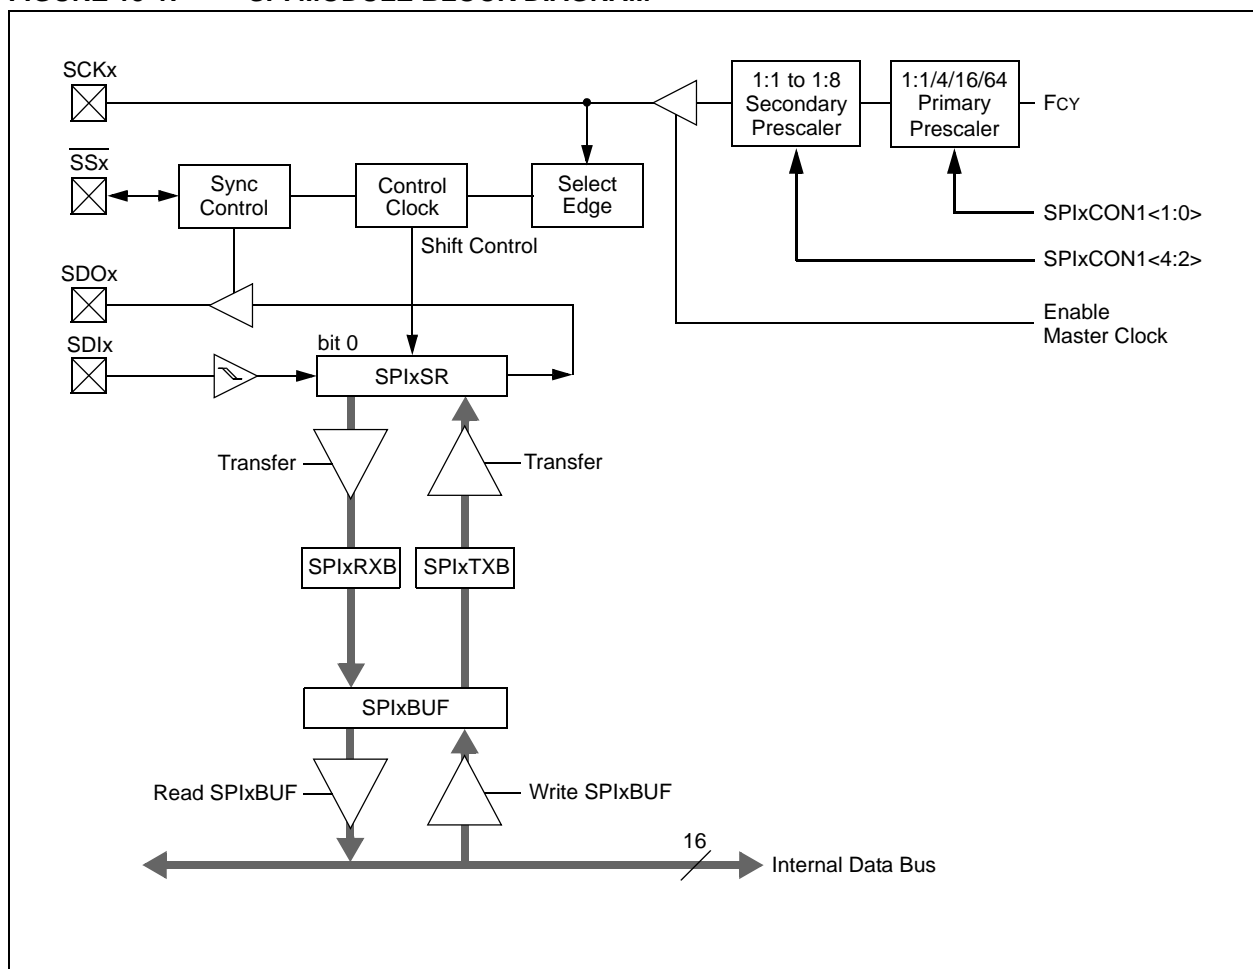 SCKx
1:1 to 1:8
Secondary
Prescaler
1:1/4/16/64
Primary
Prescaler
FCY
SSx
Sync
Control
Control
Clock
Select
Edge
SPIxCON1<1:0>
Shift Control
SPIxCON1<4:2>
SDOx
Enable
Master Clock
SDIx
bit 0
SPIxSR
Transfer
Transfer
SPIxRXB
SPIxTXB
SPIxBUF
Read SPIxBUF
Write SPIxBUF
16
Internal Data Bus